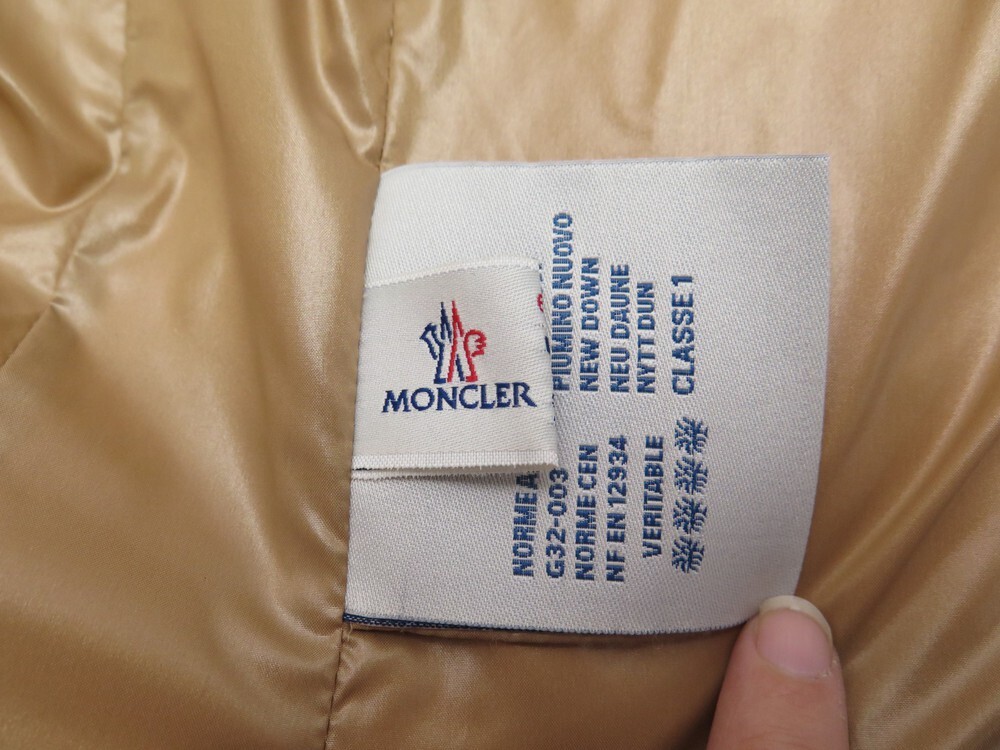 MONCLER
FIUMINO NUOVO
NEW DOWN
NEU DAUNE
NYTT DUN
CLASSE 1
NORME
G32-003
NORME CEN
NF EN 12934
VERITABLE